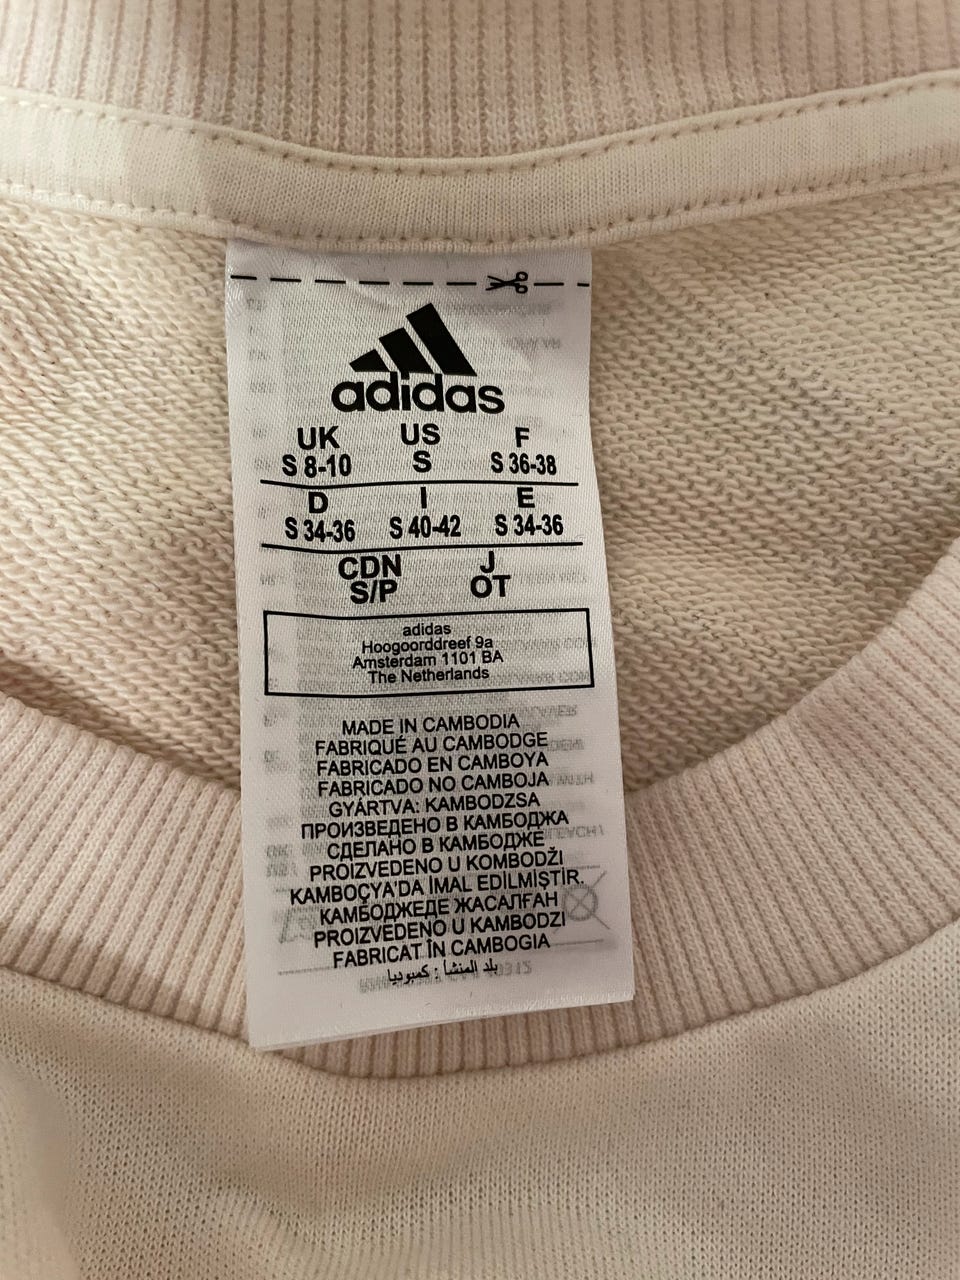 adidas
UK US F
S 8-10 S S 36-38
D I E
S 34-36 S 40-42 S 34-36
CDN J
S/P OT
adidas
Hoogoorddreef 9a
Amsterdam 1101 BA
The Netherlands
MADE IN CAMBODIA
FABRIQUÉ AU CAMBODGE
FABRICADO EN CAMBOYA
FABRICADO NO CAMBOJA
GYÁRTVA: KAMBODZSA
ПРОИЗВЕДЕНО В КАМБОДЖА
СДЕЛАНО В КАМБОДЖЕ
PROIZVEDENO U KOMBODŽI
KAMBOÇYA'DA İMAL EDİLMİŞTİR.
КАМБОДЖЕДЕ ЖАСАЛҒАН
PROIZVEDENO U KAMBODZI
FABRICAT ÎN CAMBOGIA
بلد المنشأ : كمبوديا